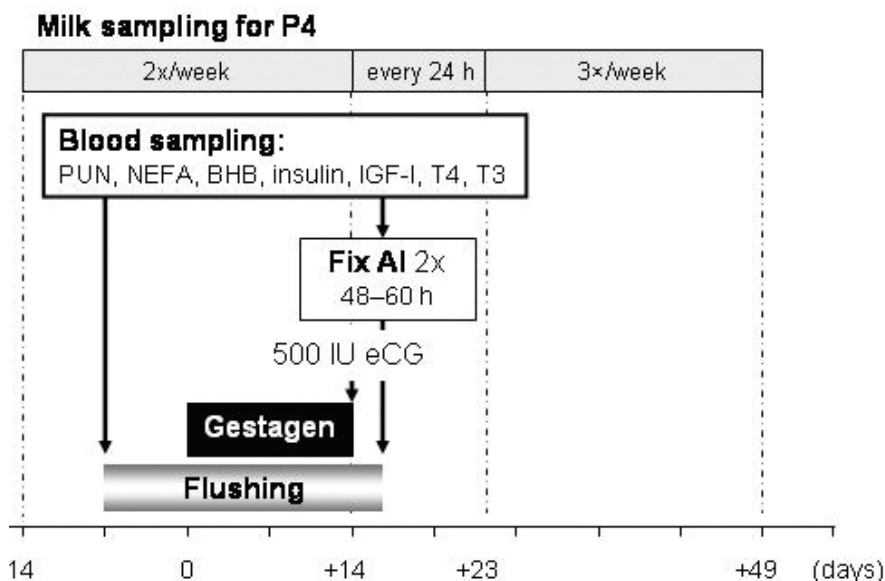 Milk sampling for P4
2x/week
every 24 h
3×/week
Blood sampling:
PUN, NEFA, BHB, insulin, IGF-I, T4, T3
Fix AI 2x
48–60 h
500 IU eCG
Gestagen
Flushing
14 0 +14 +23 +49 (days)